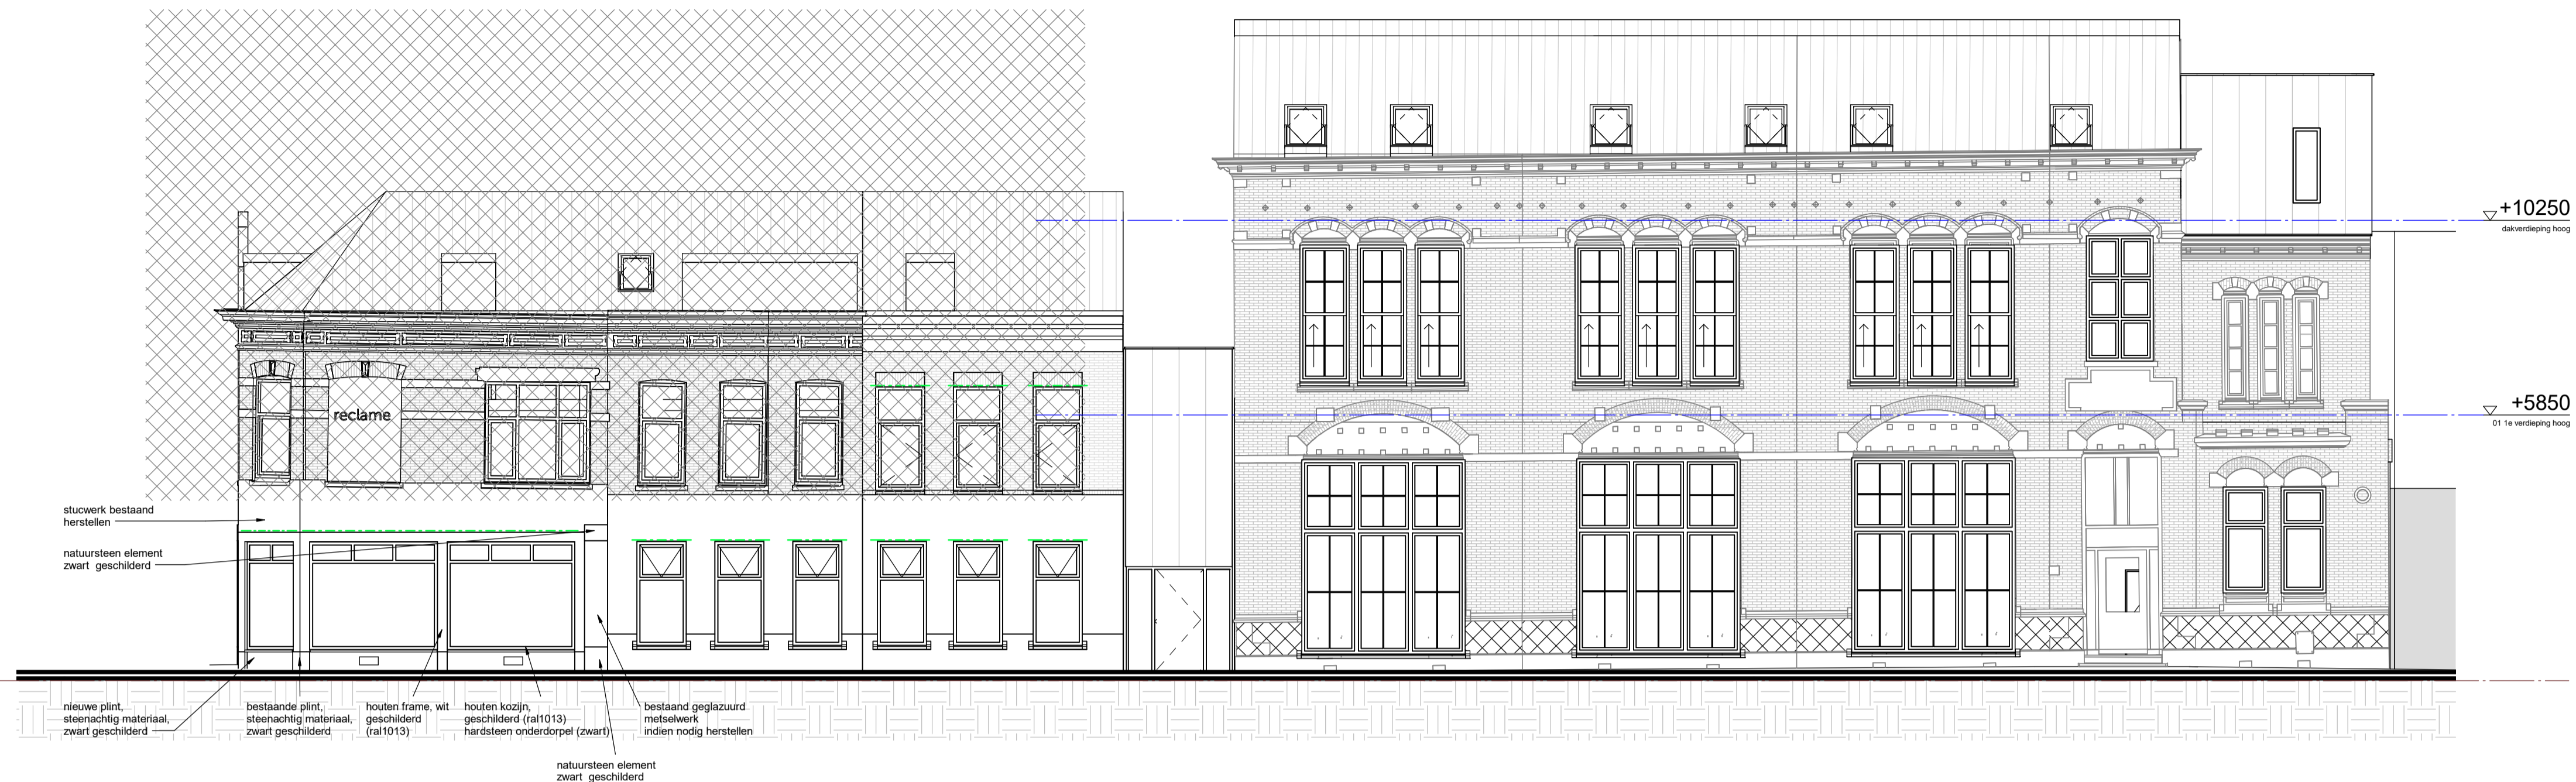 +10250
dakverdieping hoog
+5850
01 1e verdieping hoog
reclame
stucwerk bestaand
herstellen
natuursteen element
zwart geschilderd
nieuwe plint,
steenachtig materiaal,
zwart geschilderd
bestaande plint,
steenachtig materiaal,
zwart geschilderd
houten frame, wit
geschilderd
(ral1013)
houten kozijn,
geschilderd (ral1013)
hardsteen onderdorpel (zwart)
bestaand geglazuurd
metselwerk
indien nodig herstellen
natuursteen element
zwart geschilderd